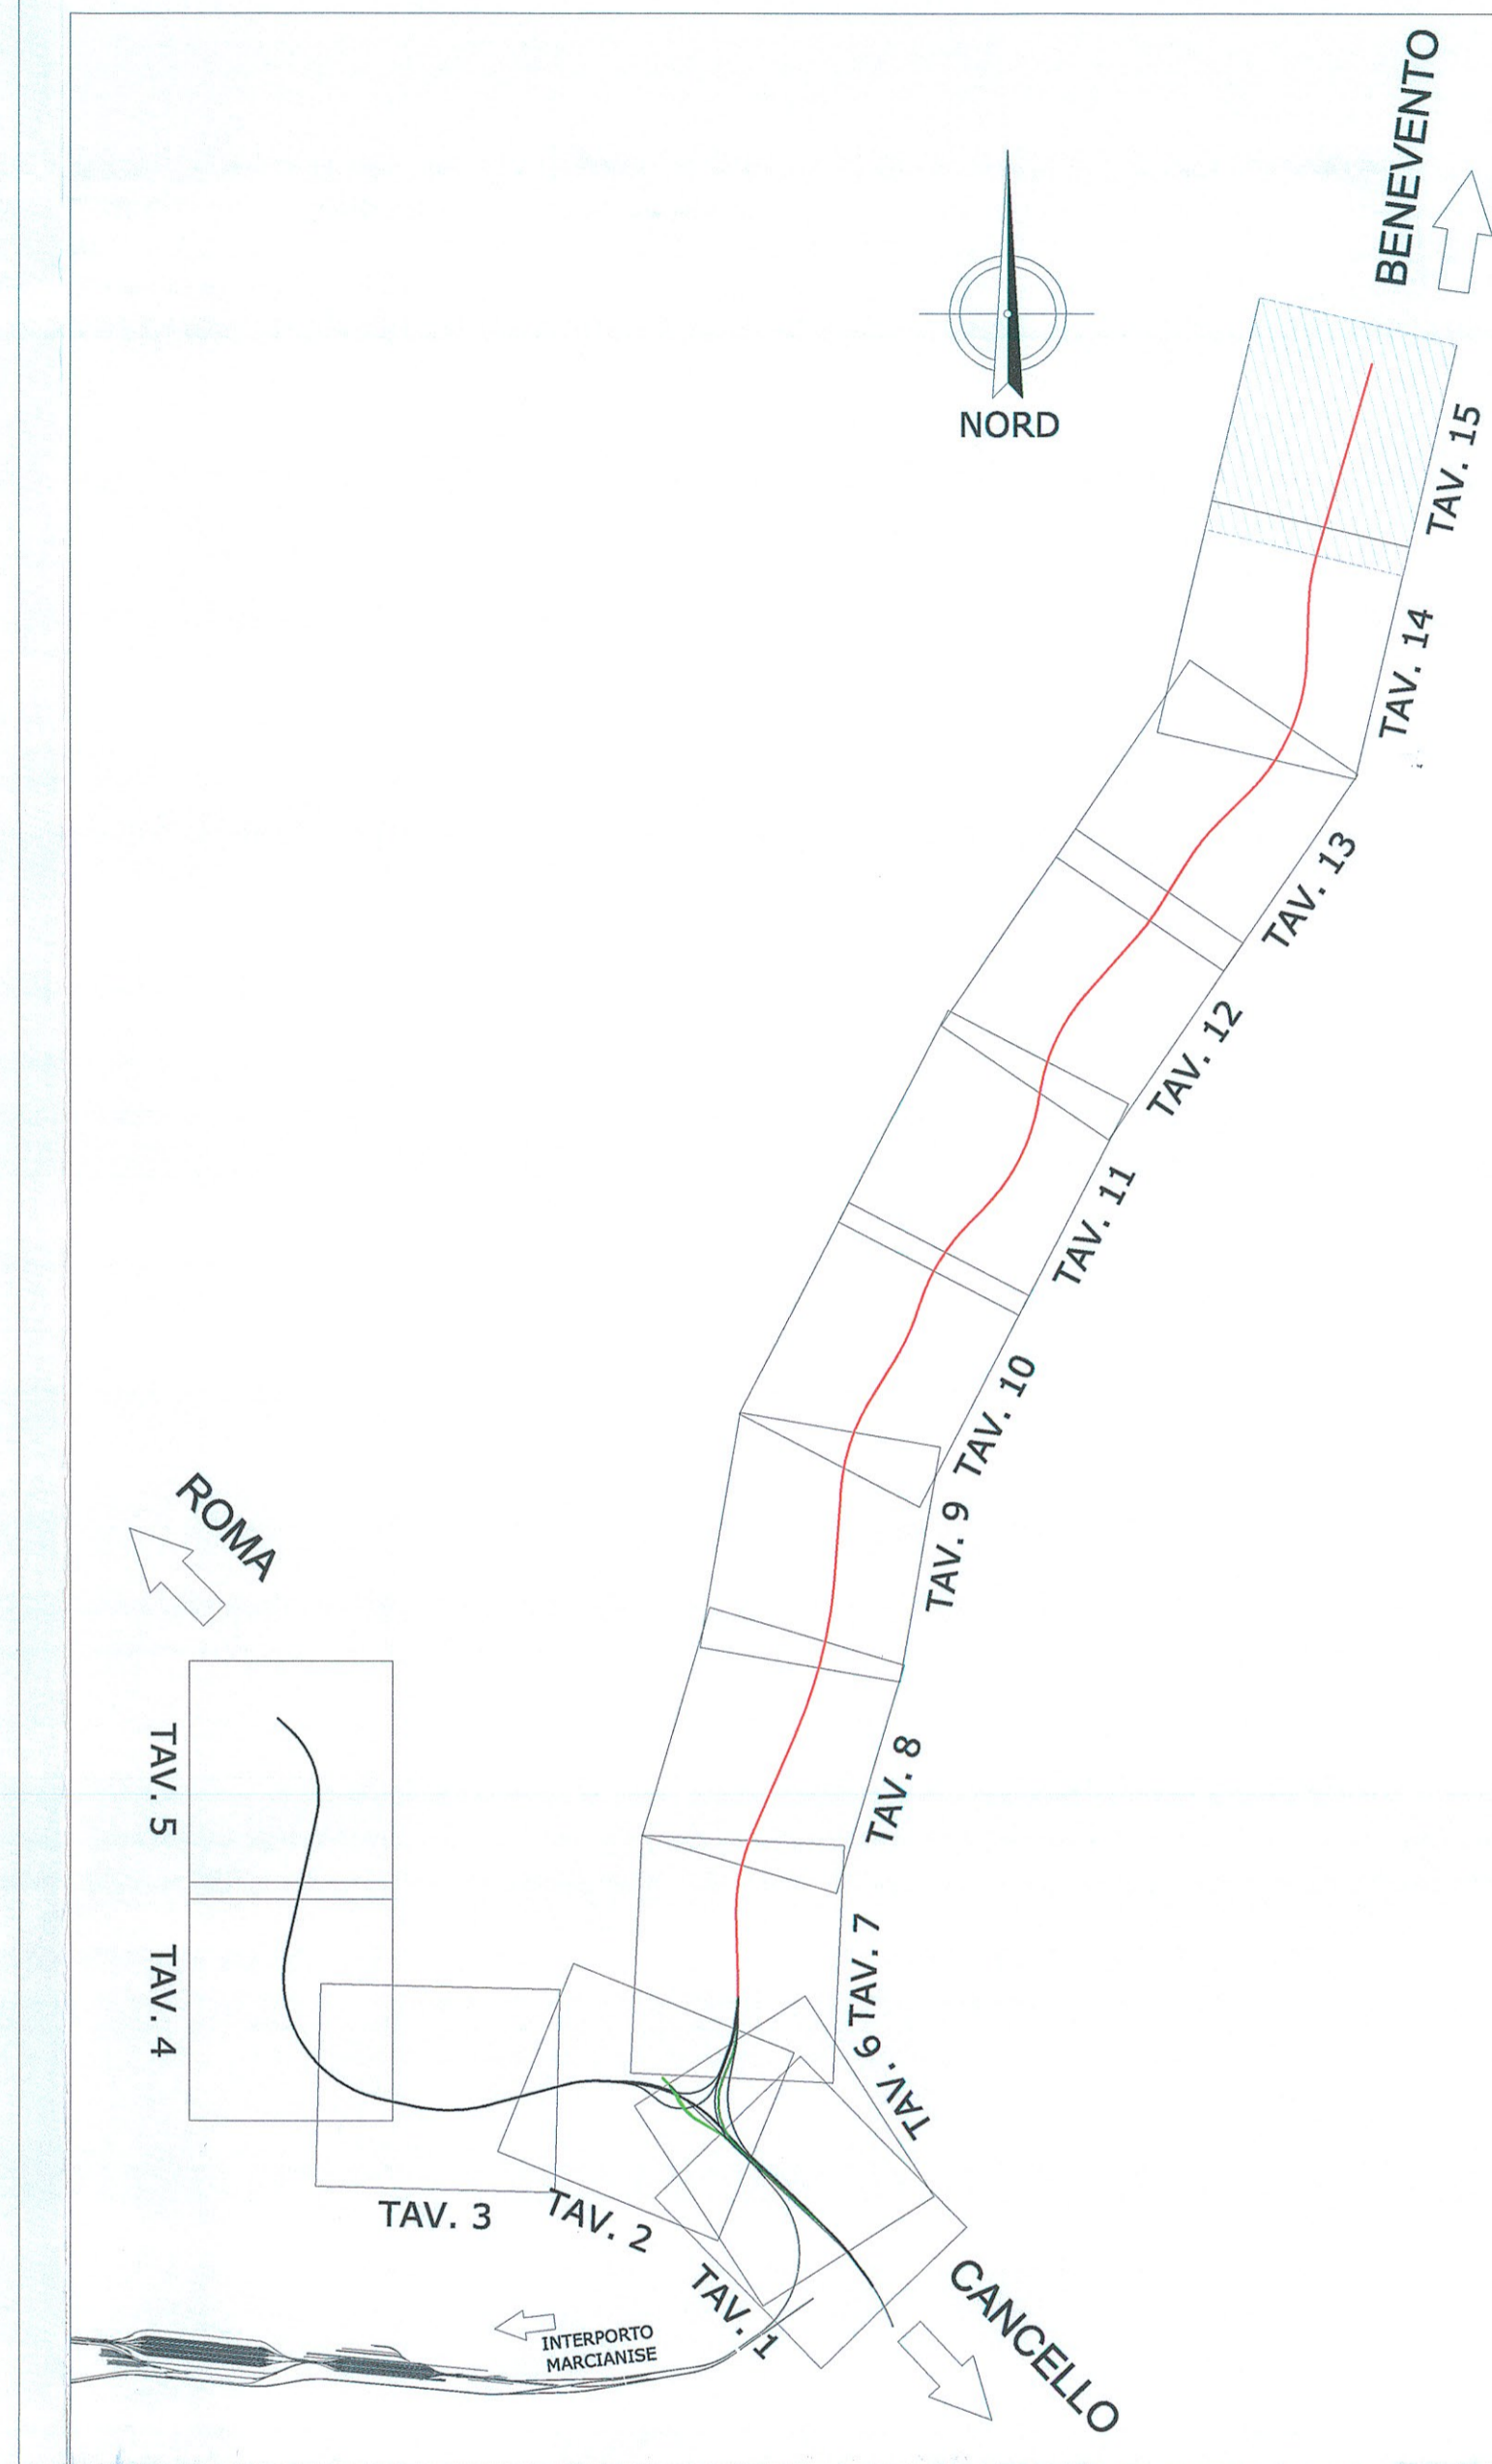 BENEVENTO
NORD
TAV. 15
TAV. 14
TAV. 13
TAV. 12
TAV. 11
TAV. 10
TAV. 9
ROMA
TAV. 8
TAV. 5
TAV. 7
TAV. 4
TAV. 6
TAV. 3
TAV. 2
TAV. 1
CANCELLO
INTERPORTO
MARCIANISE